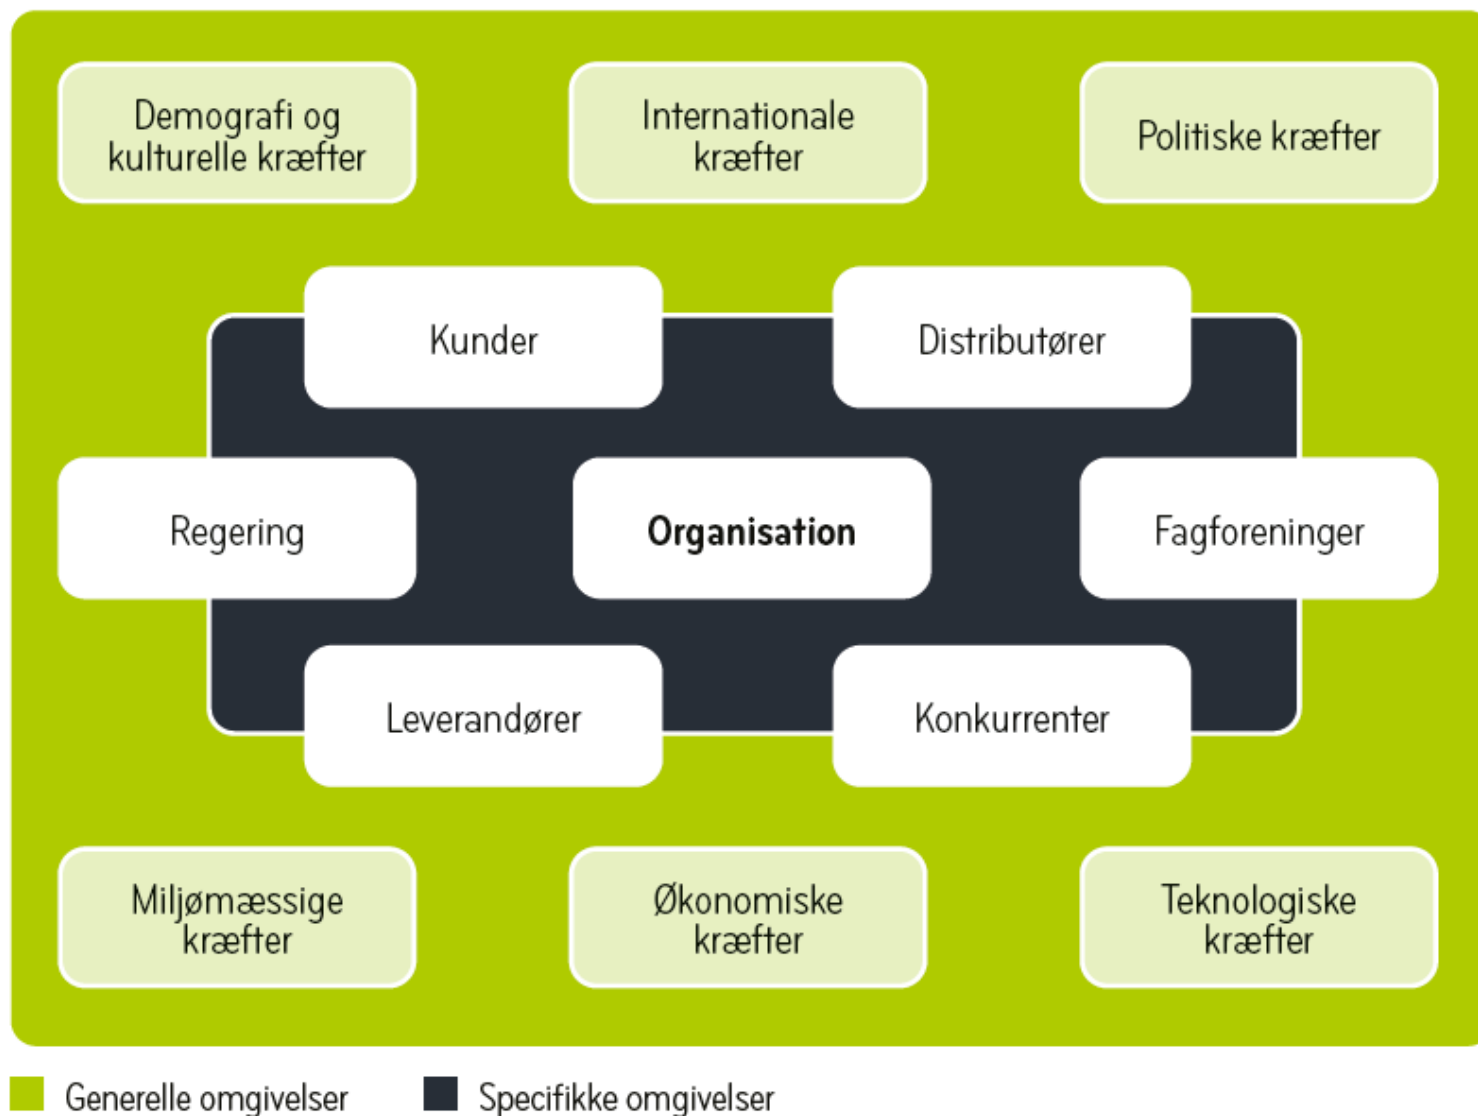 Demografi og
kulturelle kræfter
Internationale
kræfter
Politiske kræfter
Kunder
Distributører
Regering
Organisation
Fagforeninger
Leverandører
Konkurrenter
Miljømæssige
kræfter
Økonomiske
kræfter
Teknologiske
kræfter
Generelle omgivelser
Specifikke omgivelser